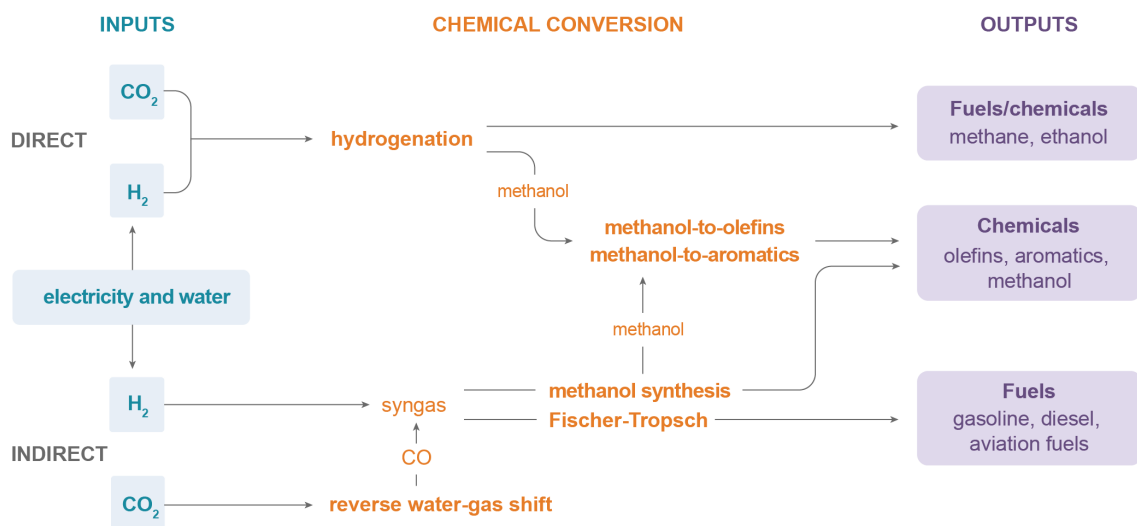 INPUTS
CHEMICAL CONVERSION
OUTPUTS
CO₂
DIRECT
H₂
hydrogenation
methanol
Fuels/chemicals
methane, ethanol
methanol-to-olefins
methanol-to-aromatics
Chemicals
olefins, aromatics,
methanol
electricity and water
methanol
H₂
syngas
methanol synthesis
Fischer-Tropsch
Fuels
gasoline, diesel,
aviation fuels
INDIRECT
CO
CO₂
reverse water-gas shift